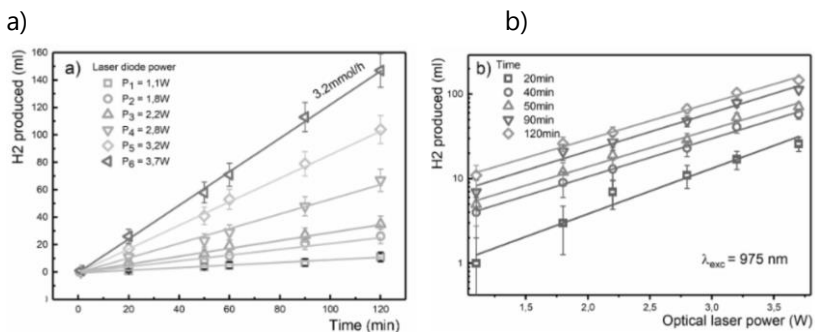 a)
b)
a)
Laser diode power
P1 = 1,1W
P2 = 1,8W
P3 = 2,2W
P4 = 2,8W
P5 = 3,2W
P6 = 3,7W
3.2mmol/h
H2 produced (ml)
160
140
120
100
80
60
40
20
0
0
20
40
60
80
100
120
Time (min)
b)
Time
20min
40min
50min
90min
120min
H2 produced (ml)
100
10
1
λexc = 975 nm
1,5
2,0
2,5
3,0
3,5
Optical laser power (W)